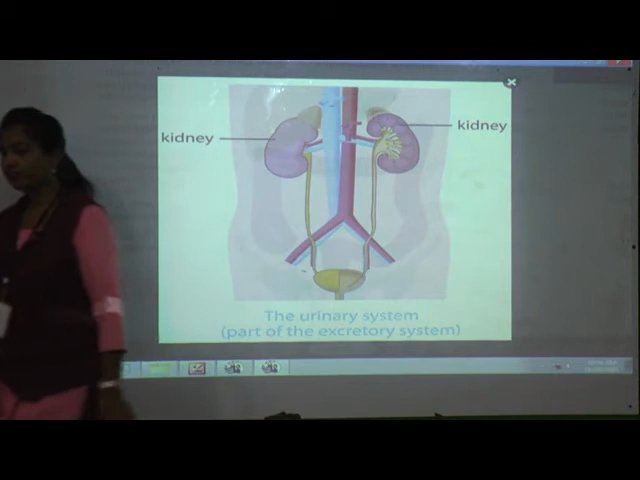 kidney
kidney
The urinary system
(part of the excretory system)